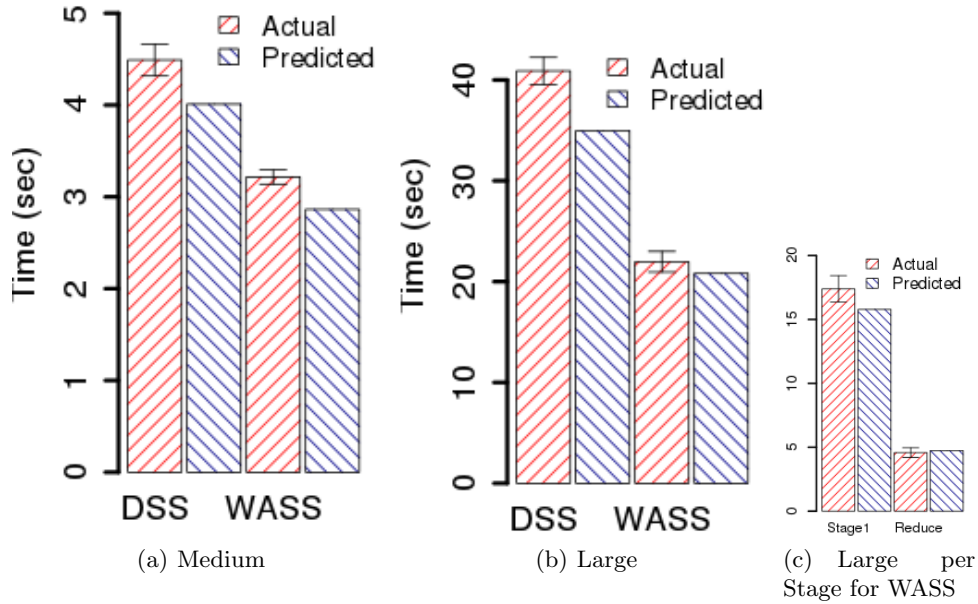 5
4
3
2
1
0
Time (sec)
Actual
Predicted
DSS WASS
(a) Medium
40
30
20
10
0
Time (sec)
Actual
Predicted
DSS WASS
(b) Large
20
15
10
5
0
Actual
Predicted
Stage1 Reduce
(c) Large per
Stage for WASS